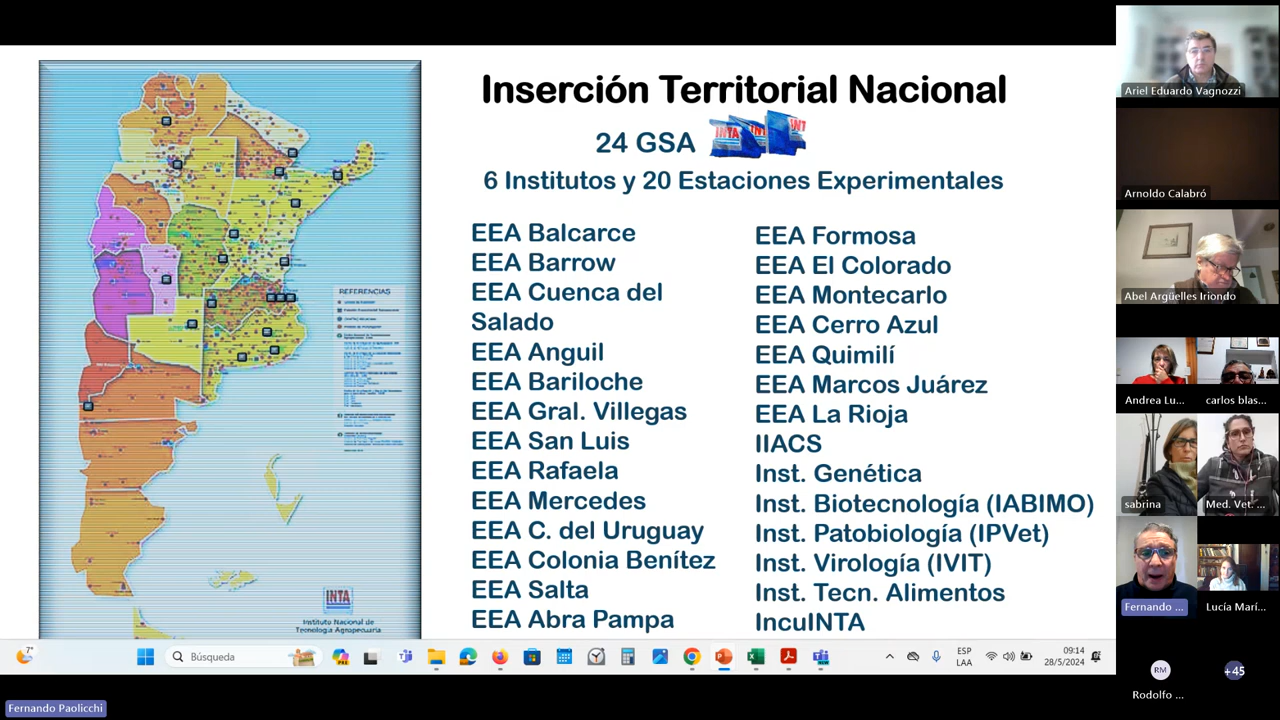 Inserción Territorial Nacional
24 GSA
INTA
6 Institutos y 20 Estaciones Experimentales
EEA Balcarce
EEA Barrow
EEA Cuenca del
Salado
EEA Anguil
EEA Bariloche
EEA Gral. Villegas
EEA San Luis
EEA Rafaela
EEA Mercedes
EEA C. del Uruguay
EEA Colonia Benítez
EEA Salta
EEA Abra Pampa
EEA Formosa
EEA El Colorado
EEA Montecarlo
EEA Cerro Azul
EEA Quimilí
EEA Marcos Juárez
EEA La Rioja
IIACS
Inst. Genética
Inst. Biotecnología (IABIMO)
Inst. Patobiología (IPVet)
Inst. Virología (IVIT)
Inst. Tecn. Alimentos
IncuINTA
REFERENCIAS
INTA
Instituto Nacional de
Tecnología Agropecuaria
Ariel Eduardo Vagnozzi
Arnoldo Calabró
Abel Argüelles Iriondo
Andrea Lu...
carlos blas...
sabrina
Med. Vet. ...
Fernando ...
Lucía Marí...
RM
+45
Rodolfo ...
7°
Búsqueda
ESP
LAA
09:14
28/5/2024
Fernando Paolicchi